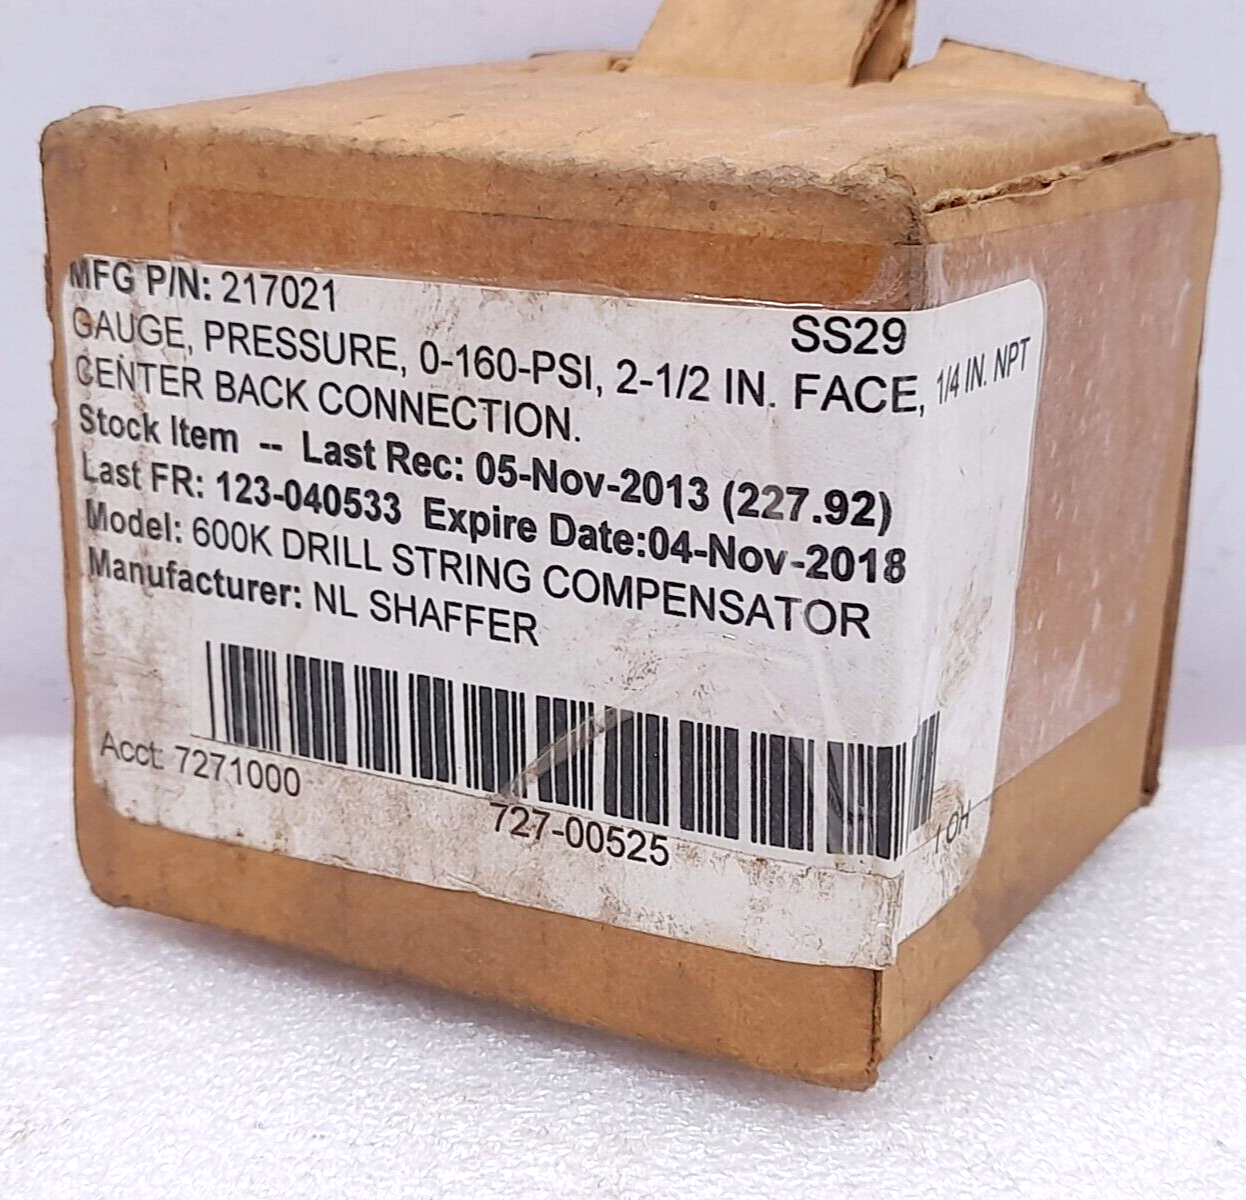 MFG P/N: 217021 SS29
GAUGE, PRESSURE, 0-160-PSI, 2-1/2 IN. FACE, 1/4 IN. NPT
CENTER BACK CONNECTION.
Stock Item -- Last Rec: 05-Nov-2013 (227.92)
Last FR: 123-040533 Expire Date:04-Nov-2018
Model: 600K DRILL STRING COMPENSATOR
Manufacturer: NL SHAFFER
Acct: 7271000
727-00525
OH